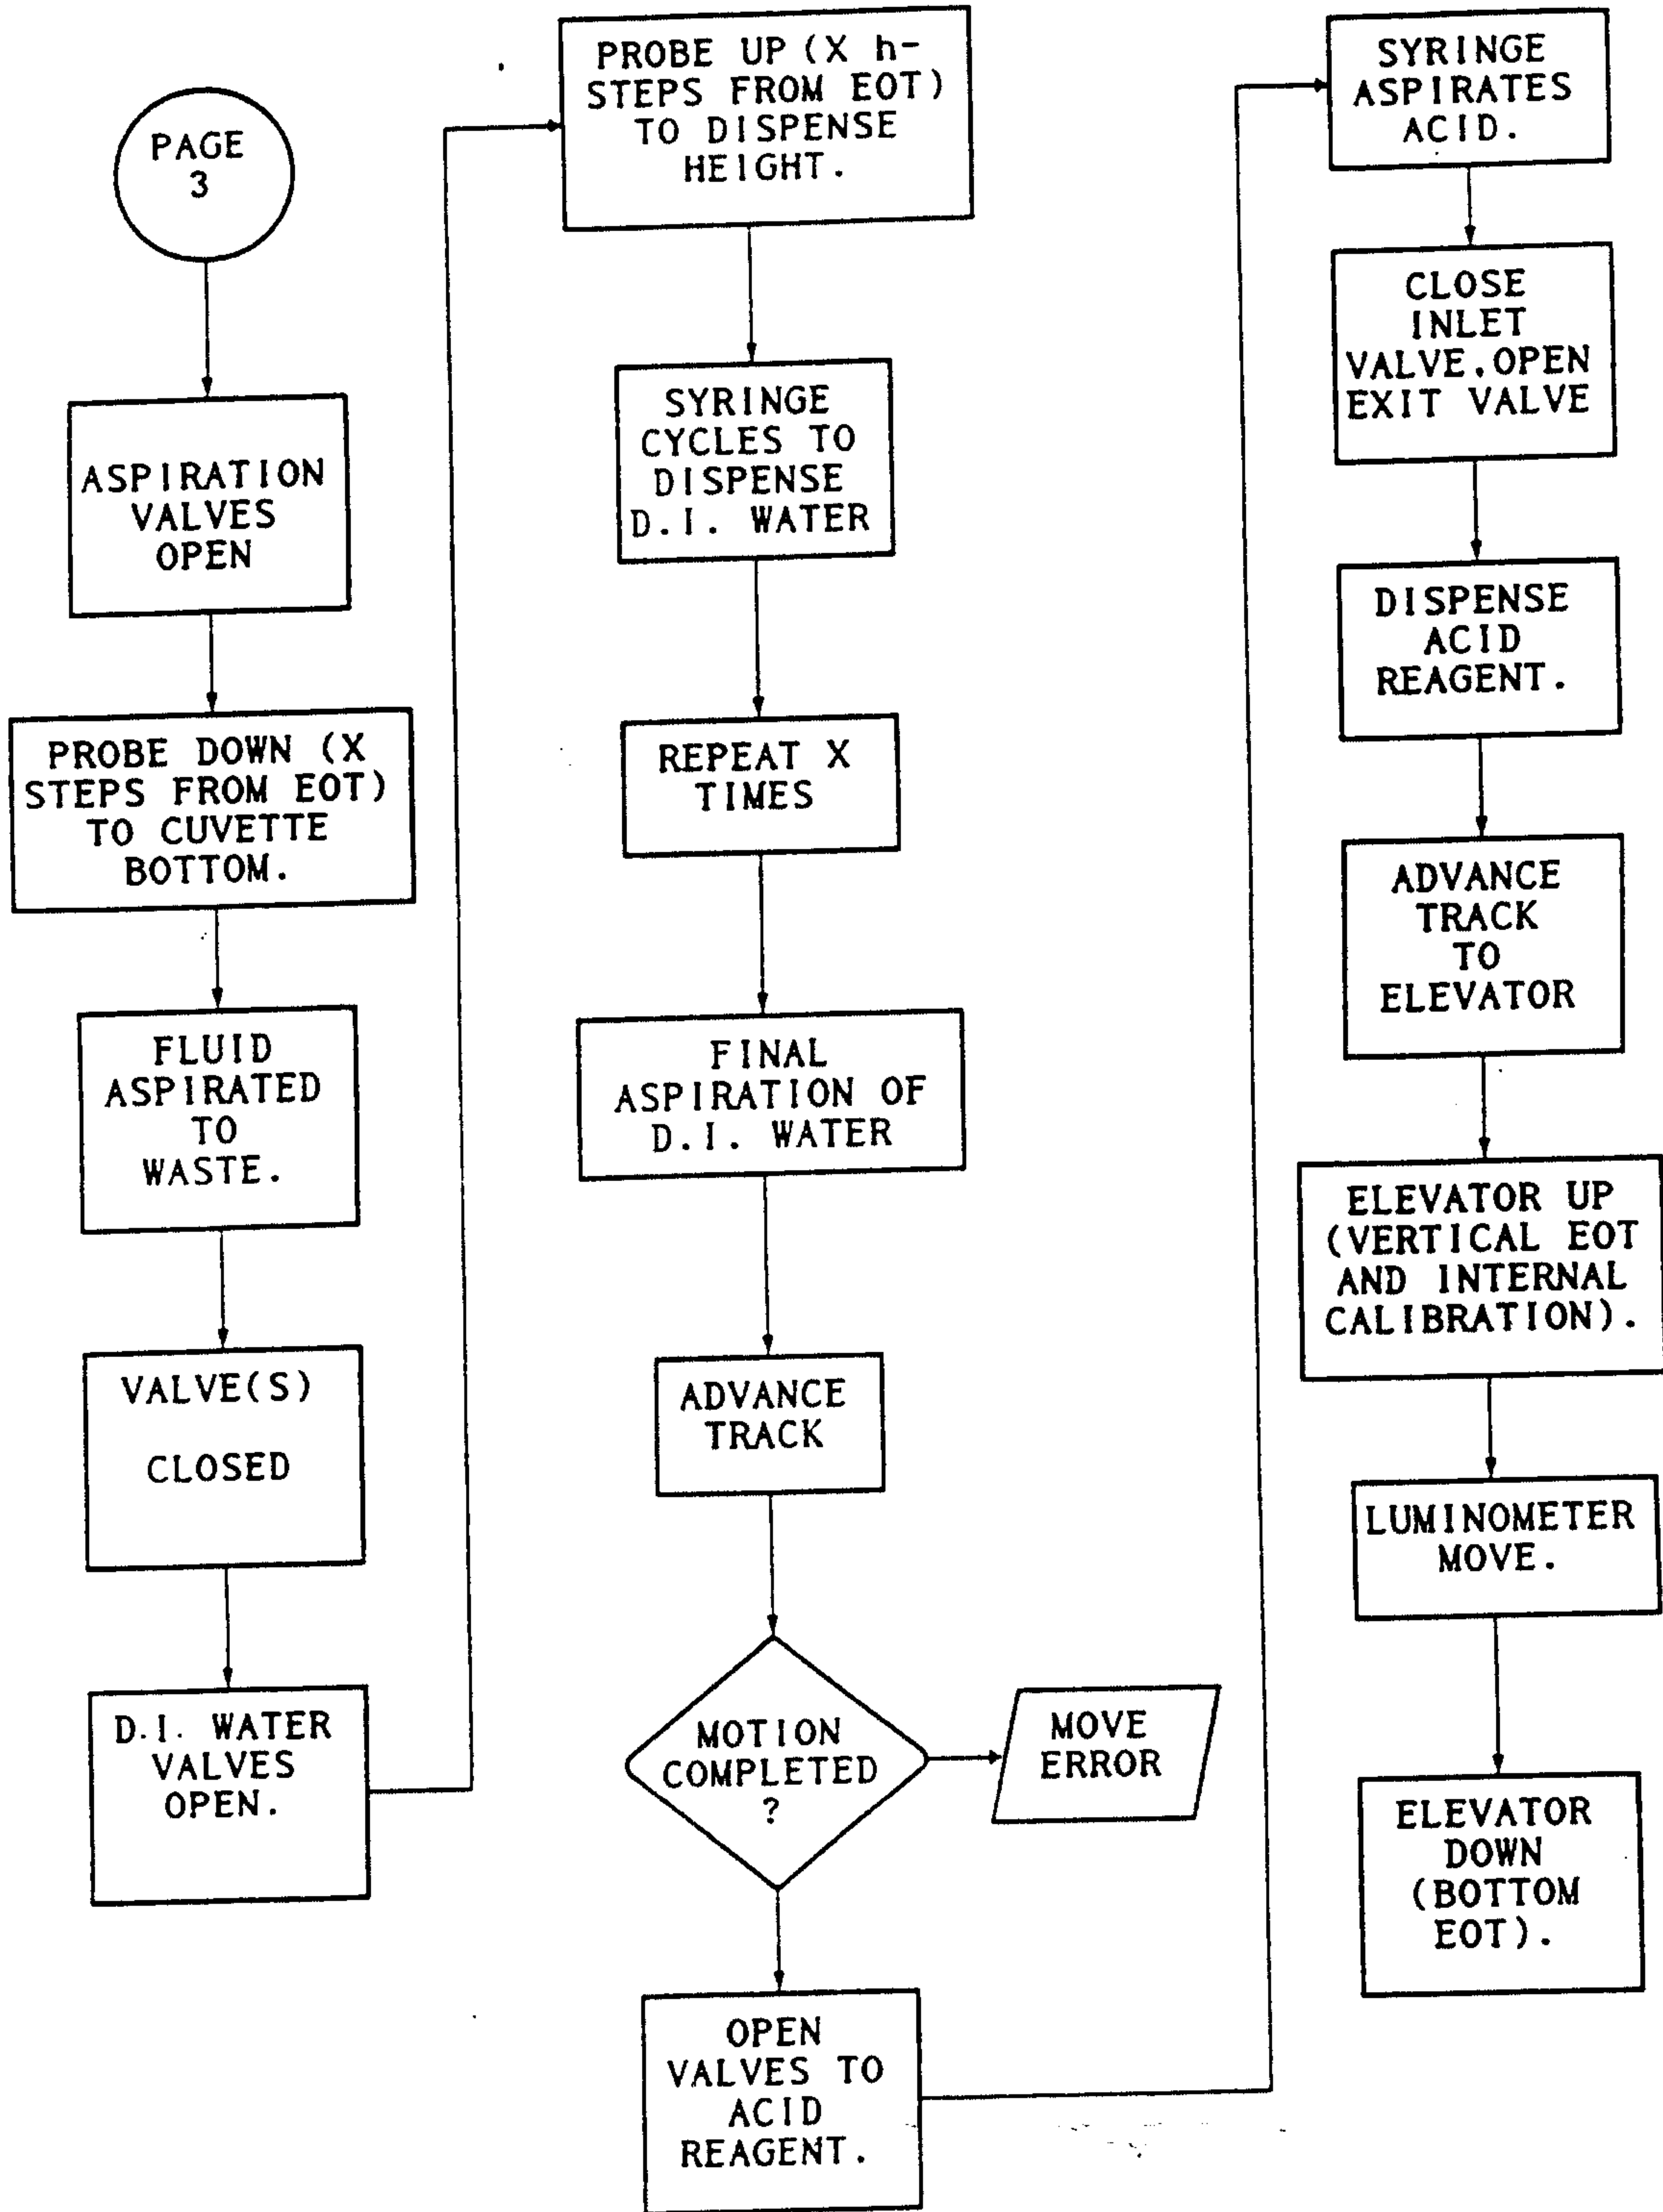 PAGE
3
ASPIRATION
VALVES
OPEN
PROBE DOWN (X
STEPS FROM EOT)
TO CUVETTE
BOTTOM.
FLUID
ASPIRATED
TO
WASTE.
VALVE(S)
CLOSED
D.I. WATER
VALVES
OPEN.
PROBE UP (X h-
STEPS FROM EOT)
TO DISPENSE
HEIGHT.
SYRINGE
CYCLES TO
DISPENSE
D.I. WATER
REPEAT X
TIMES
FINAL
ASPIRATION OF
D.I. WATER
ADVANCE
TRACK
MOTION
COMPLETED
?
MOVE
ERROR
OPEN
VALVES TO
ACID
REAGENT.
SYRINGE
ASPIRATES
ACID.
CLOSE
INLET
VALVE.OPEN
EXIT VALVE
DISPENSE
ACID
REAGENT.
ADVANCE
TRACK
TO
ELEVATOR
ELEVATOR UP
(VERTICAL EOT
AND INTERNAL
CALIBRATION).
LUMINOMETER
MOVE.
ELEVATOR
DOWN
(BOTTOM
EOT).